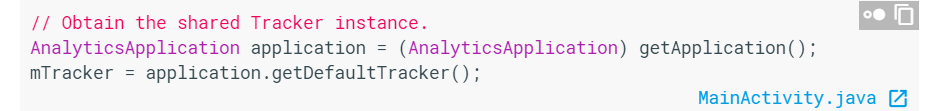 // Obtain the shared Tracker instance.
AnalyticsApplication application = (AnalyticsApplication) getApplication();
mTracker = application.getDefaultTracker();
MainActivity.java